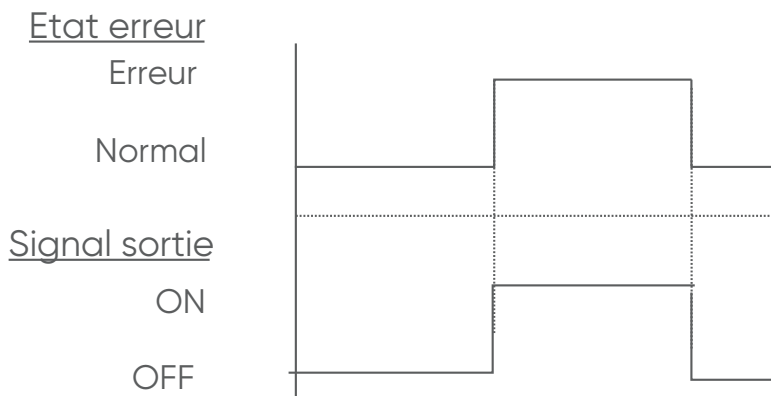 Etat erreur
Erreur
Normal
Signal sortie
ON
OFF